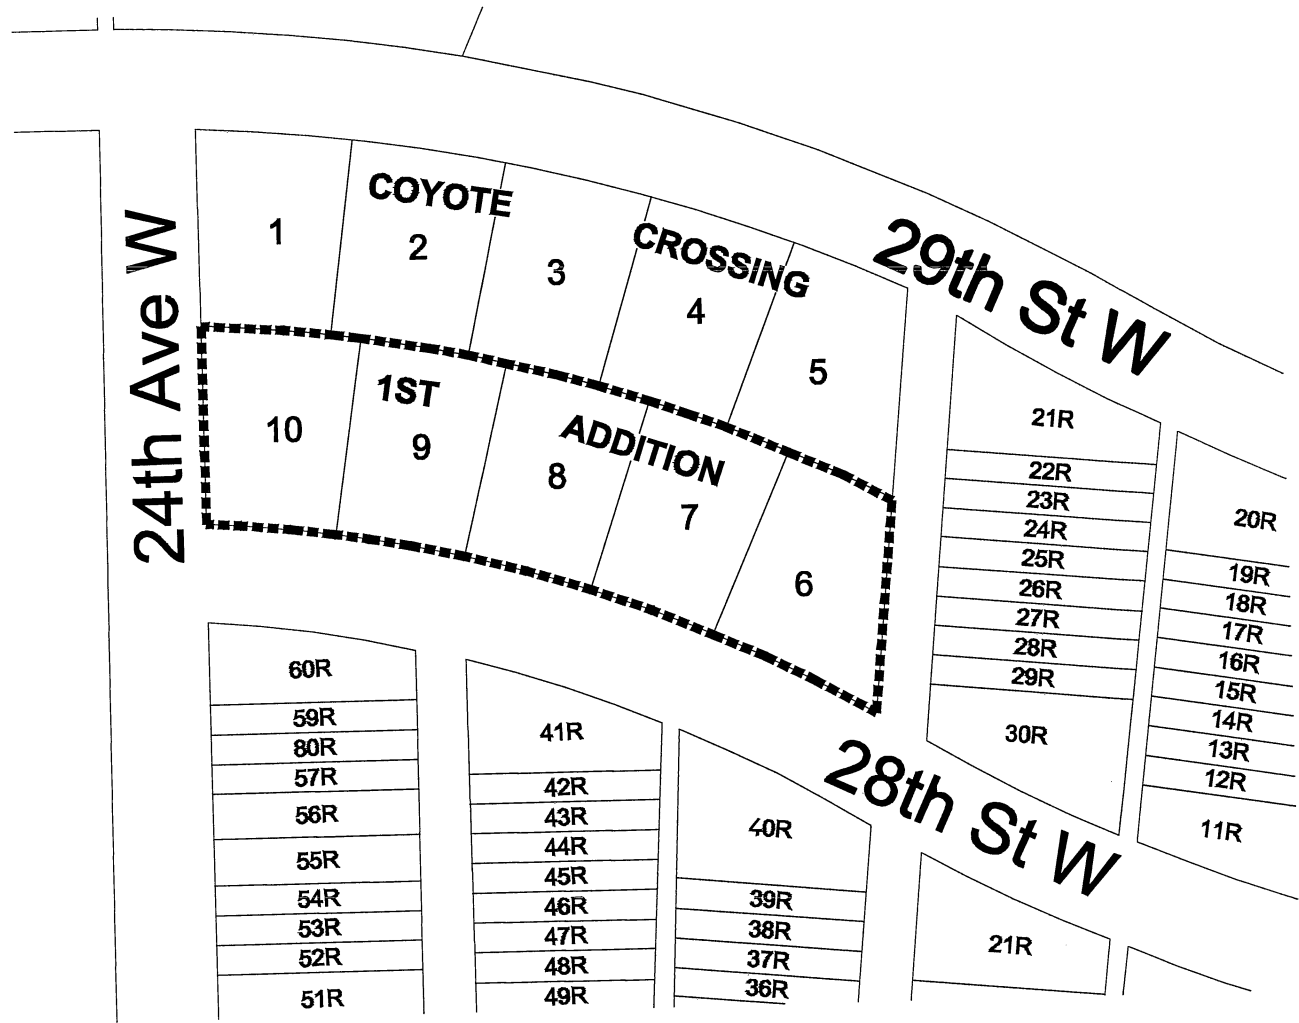 24th Ave W
29th St W
28th St W
COYOTE
CROSSING
1ST
ADDITION
1
2
3
4
5
10
9
8
7
6
21R
22R
23R
24R
25R
26R
27R
28R
29R
30R
20R
19R
18R
17R
16R
15R
14R
13R
12R
11R
60R
59R
80R
57R
56R
55R
54R
53R
52R
51R
41R
42R
43R
44R
45R
46R
47R
48R
49R
40R
39R
38R
37R
36R
21R